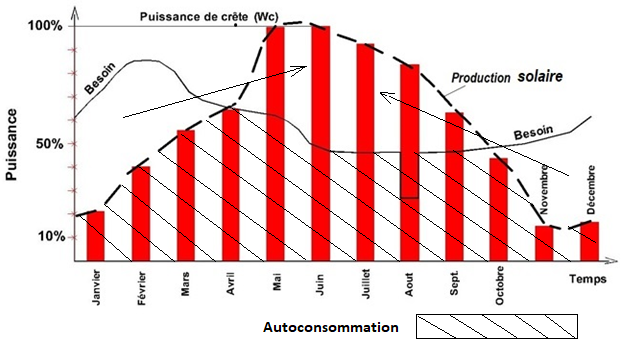 100%
Puissance de crête (Wc)
Besoin
Production solaire
Puissance
50%
Besoin
10%
Janvier
Février
Mars
Avril
Mai
Juin
Juillet
Aout
Sept.
Octobre
Novembre
Décembre
Temps
Autoconsommation